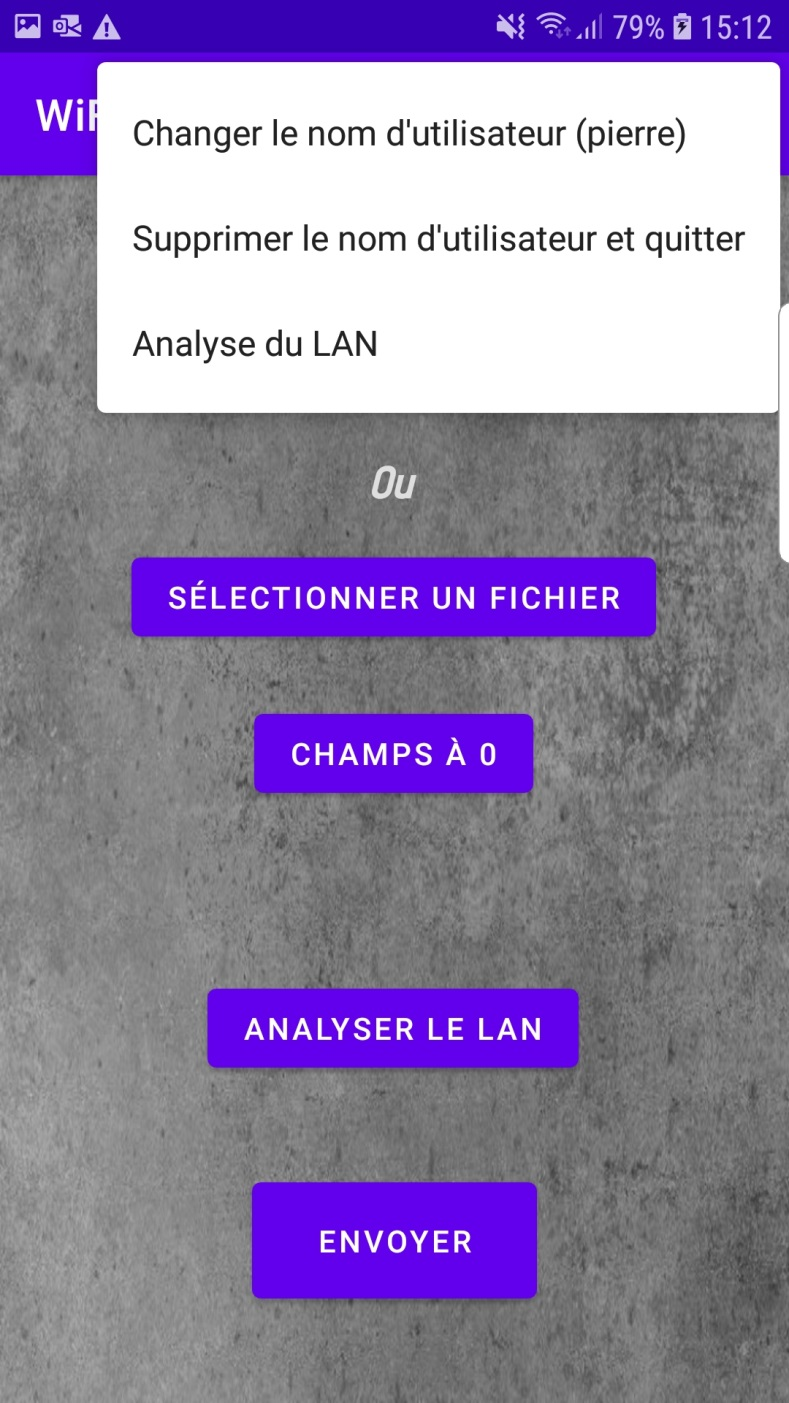 79% 15:12
Changer le nom d'utilisateur (pierre)
Supprimer le nom d'utilisateur et quitter
Analyse du LAN
Ou
SÉLECTIONNER UN FICHIER
CHAMPS À 0
ANALYSER LE LAN
ENVOYER